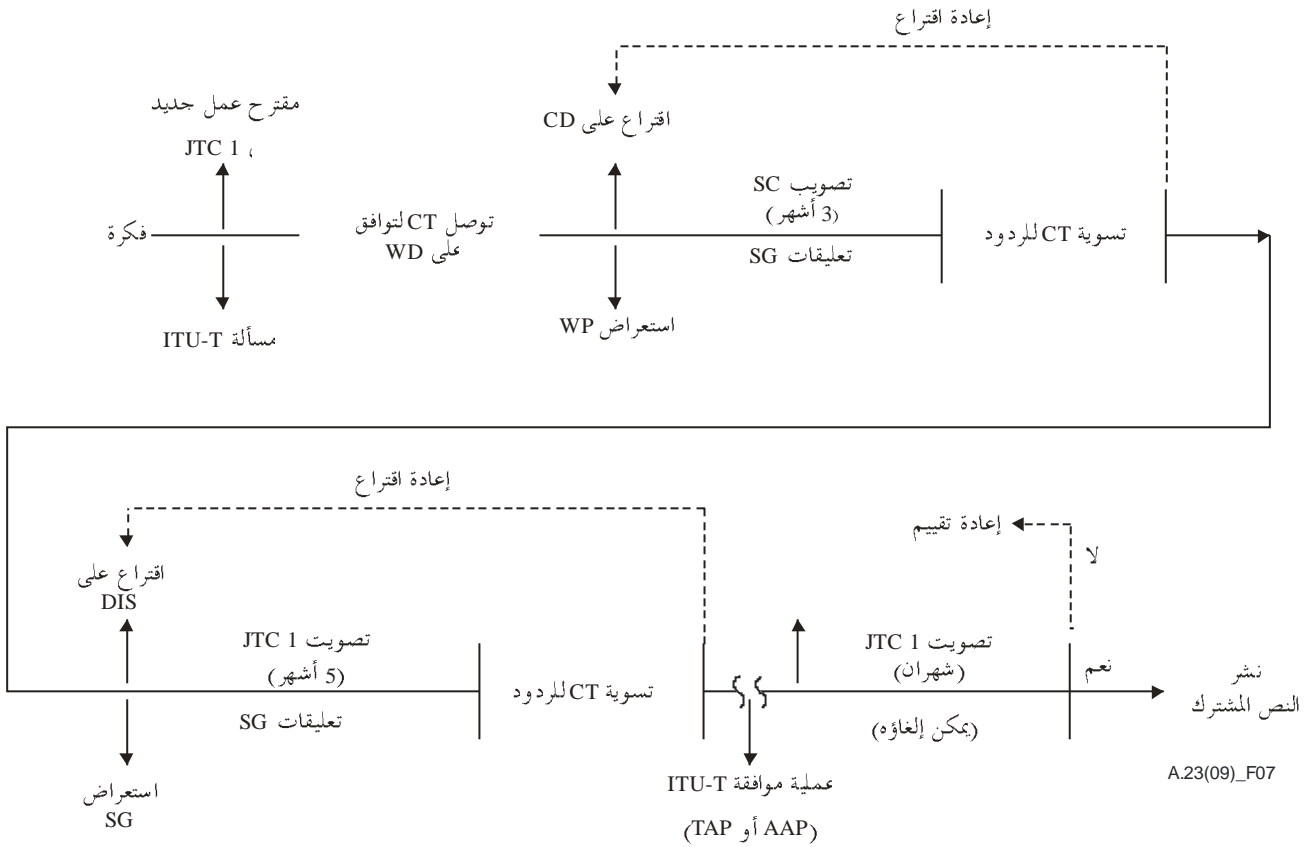 إعادة اقتراع
مقترح عمل جديد
JTC 1
اقتراع على CD
فكرة
توصل CT لتوافق
على WD
تصويب SC
(3 أشهر)
تعليقات SG
تسوية CT للردود
مسألة ITU-T
استعراض WP
إعادة اقتراع
إعادة تقييم
لا
اقتراع على
DIS
تصويت JTC 1
(5 أشهر)
تعليقات SG
تسوية CT للردود
تصويت JTC 1
(شهران)
(يمكن إلغاؤه)
نعم
نشر
النص المشترك
استعراض
SG
عملية موافقة ITU-T
(TAP أو AAP)
A.23(09)_F07